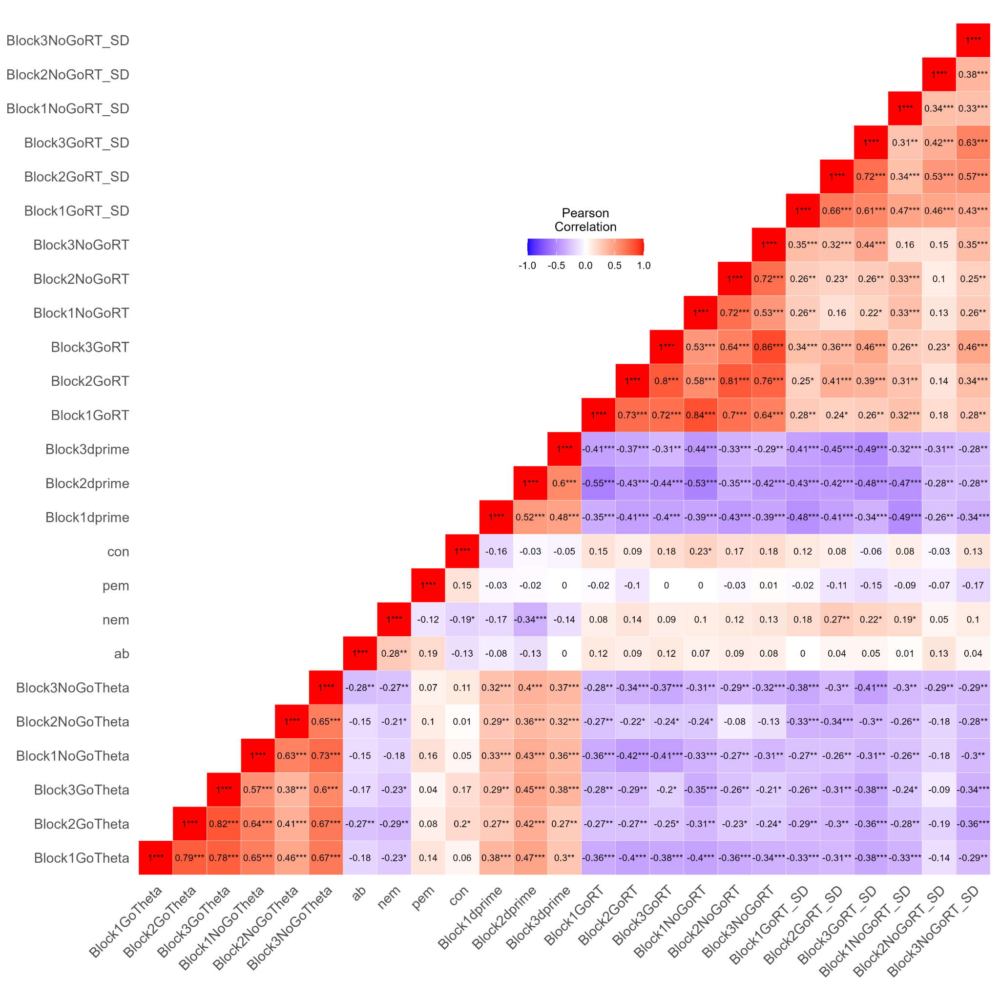 Block3NoGoRT_SD 1***
Block2NoGoRT_SD 1*** 0.38***
Block1NoGoRT_SD 1*** 0.34*** 0.33***
Block3GoRT_SD 1*** 0.31** 0.42*** 0.63***
Block2GoRT_SD 1*** 0.72*** 0.34*** 0.53*** 0.57***
Block1GoRT_SD 1*** 0.66*** 0.61*** 0.47*** 0.46*** 0.43***
Pearson
Correlation
-1.0 -0.5 0.0 0.5 1.0
Block3NoGoRT 1*** 0.35*** 0.32*** 0.44*** 0.16 0.15 0.35***
Block2NoGoRT 1*** 0.72*** 0.26** 0.23* 0.26** 0.33*** 0.1 0.25**
Block1NoGoRT 1*** 0.72*** 0.53*** 0.26** 0.16 0.22* 0.33*** 0.13 0.26**
Block3GoRT 1*** 0.53*** 0.64*** 0.86*** 0.34*** 0.36*** 0.46*** 0.26** 0.23* 0.46***
Block2GoRT 1*** 0.8*** 0.58*** 0.81*** 0.76*** 0.25* 0.41*** 0.39*** 0.31** 0.14 0.34***
Block1GoRT 1*** 0.73*** 0.72*** 0.84*** 0.7*** 0.64*** 0.28** 0.24* 0.26** 0.32*** 0.18 0.28**
Block3dprime 1*** -0.41*** -0.37*** -0.31** -0.44*** -0.33*** -0.29** -0.41*** -0.45*** -0.49*** -0.32*** -0.31** -0.28**
Block2dprime 1*** 0.6*** -0.55*** -0.43*** -0.44*** -0.53*** -0.35*** -0.42*** -0.43*** -0.42*** -0.48*** -0.47*** -0.28** -0.28**
Block1dprime 1*** 0.52*** 0.48*** -0.35*** -0.41*** -0.4*** -0.39*** -0.43*** -0.39*** -0.48*** -0.41*** -0.34*** -0.49*** -0.26** -0.34***
con 1*** -0.16 -0.03 -0.05 0.15 0.09 0.18 0.23* 0.17 0.18 0.12 0.08 -0.06 0.08 -0.03 0.13
pem 1*** 0.15 -0.03 -0.02 0 -0.02 -0.1 0 0 -0.03 0.01 -0.02 -0.11 -0.15 -0.09 -0.07 -0.17
nem 1*** -0.12 -0.19* -0.17 -0.34*** -0.14 0.08 0.14 0.09 0.1 0.12 0.13 0.18 0.27** 0.22* 0.19* 0.05 0.1
ab 1*** 0.28** 0.19 -0.13 -0.08 -0.13 0 0.12 0.09 0.12 0.07 0.09 0.08 0 0.04 0.05 0.01 0.13 0.04
Block3NoGoTheta 1*** -0.28** -0.27** 0.07 0.11 0.32*** 0.4*** 0.37*** -0.28** -0.34*** -0.37*** -0.31** -0.29** -0.32*** -0.38*** -0.3** -0.41*** -0.3** -0.29** -0.29**
Block2NoGoTheta 1*** 0.65*** -0.15 -0.21* 0.1 0.01 0.29** 0.36*** 0.32*** -0.27** -0.22* -0.24* -0.24* -0.08 -0.13 -0.33*** -0.34*** -0.3** -0.26** -0.18 -0.28**
Block1NoGoTheta 1*** 0.63*** 0.73*** -0.15 -0.18 0.16 0.05 0.33*** 0.43*** 0.36*** -0.36*** -0.42*** -0.41*** -0.33*** -0.27** -0.31** -0.27** -0.26** -0.31** -0.26** -0.18 -0.3**
Block3GoTheta 1*** 0.57*** 0.38*** 0.6*** -0.17 -0.23* 0.04 0.17 0.29** 0.45*** 0.38*** -0.28** -0.29** -0.2* -0.35*** -0.26** -0.21* -0.26** -0.31** -0.38*** -0.24* -0.09 -0.34***
Block2GoTheta 1*** 0.82*** 0.64*** 0.41*** 0.67*** -0.27** -0.29** 0.08 0.2* 0.27** 0.42*** 0.27** -0.27** -0.27** -0.25* -0.31** -0.23* -0.24* -0.29** -0.3** -0.36*** -0.28** -0.19 -0.36***
Block1GoTheta 1*** 0.79*** 0.78*** 0.65*** 0.46*** 0.67*** -0.18 -0.23* 0.14 0.06 0.38*** 0.47*** 0.3** -0.36*** -0.4*** -0.38*** -0.4*** -0.36*** -0.34*** -0.33*** -0.31** -0.38*** -0.33*** -0.14 -0.29**
Block1GoTheta
Block2GoTheta
Block3GoTheta
Block1NoGoTheta
Block2NoGoTheta
Block3NoGoTheta
ab
nem
pem
con
Block1dprime
Block2dprime
Block3dprime
Block1GoRT
Block2GoRT
Block3GoRT
Block1NoGoRT
Block2NoGoRT
Block3NoGoRT
Block1GoRT_SD
Block2GoRT_SD
Block3GoRT_SD
Block1NoGoRT_SD
Block2NoGoRT_SD
Block3NoGoRT_SD